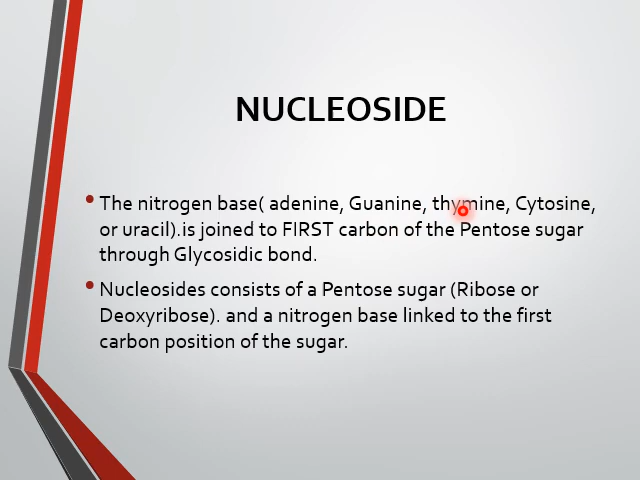 NUCLEOSIDE
• The nitrogen base( adenine, Guanine, thymine, Cytosine,
or uracil).is joined to FIRST carbon of the Pentose sugar
through Glycosidic bond.
• Nucleosides consists of a Pentose sugar (Ribose or
Deoxyribose). and a nitrogen base linked to the first
carbon position of the sugar.